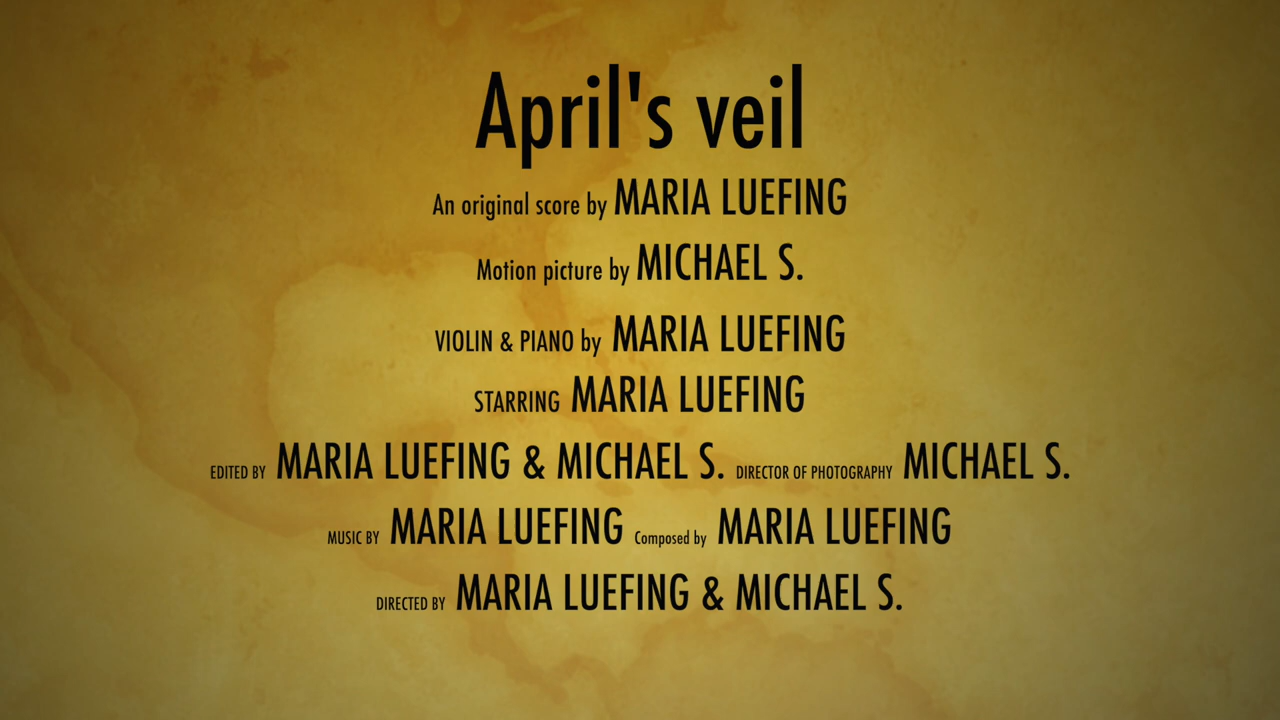 April's veil
An original score by MARIA LUEFING
Motion picture by MICHAEL S.
VIOLIN & PIANO by MARIA LUEFING
STARRING MARIA LUEFING
EDITED BY MARIA LUEFING & MICHAEL S. DIRECTOR OF PHOTOGRAPHY MICHAEL S.
MUSIC BY MARIA LUEFING Composed by MARIA LUEFING
DIRECTED BY MARIA LUEFING & MICHAEL S.